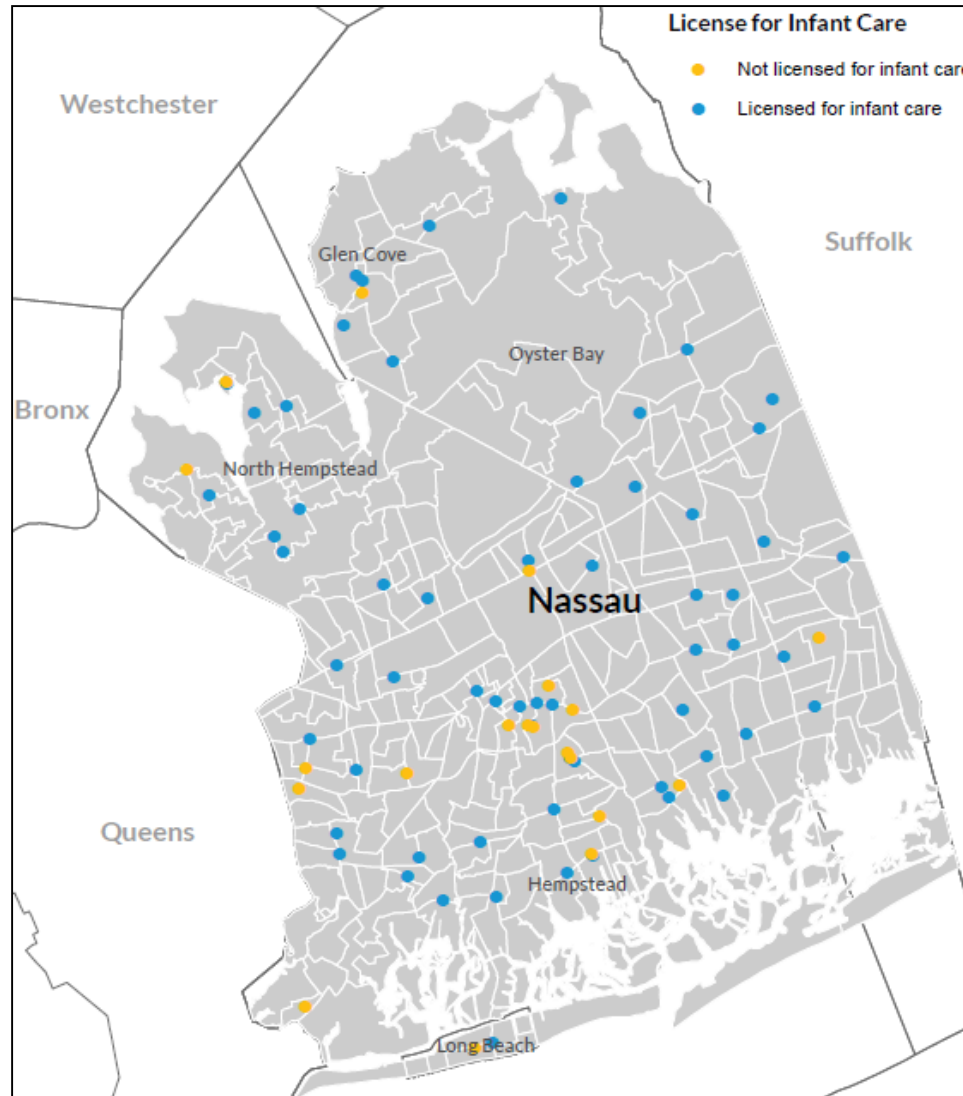 License for Infant Care
Not licensed for infant care
Licensed for infant care
Westchester
Suffolk
Glen Cove
Oyster Bay
Bronx
North Hempstead
Nassau
Queens
Hempstead
Long Beach